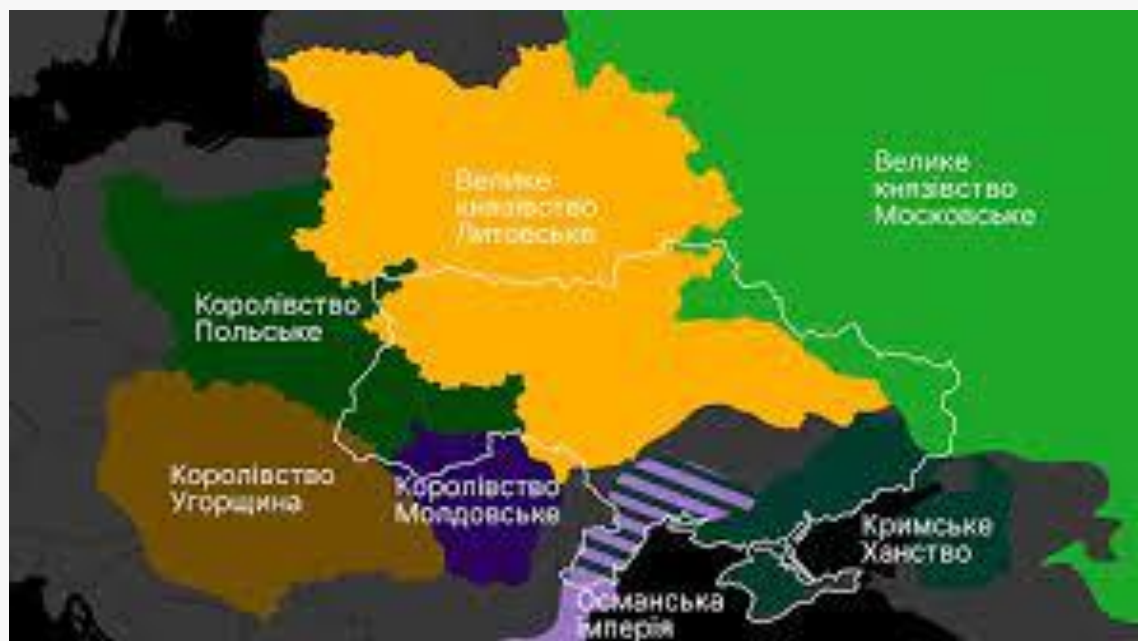 Велике
князівство
Литовське
Велике
князівство
Московське
Королівство
Польське
Королівство
Угорщина
Королівство
Молдовське
Кримське
Ханство
Османська
імперія